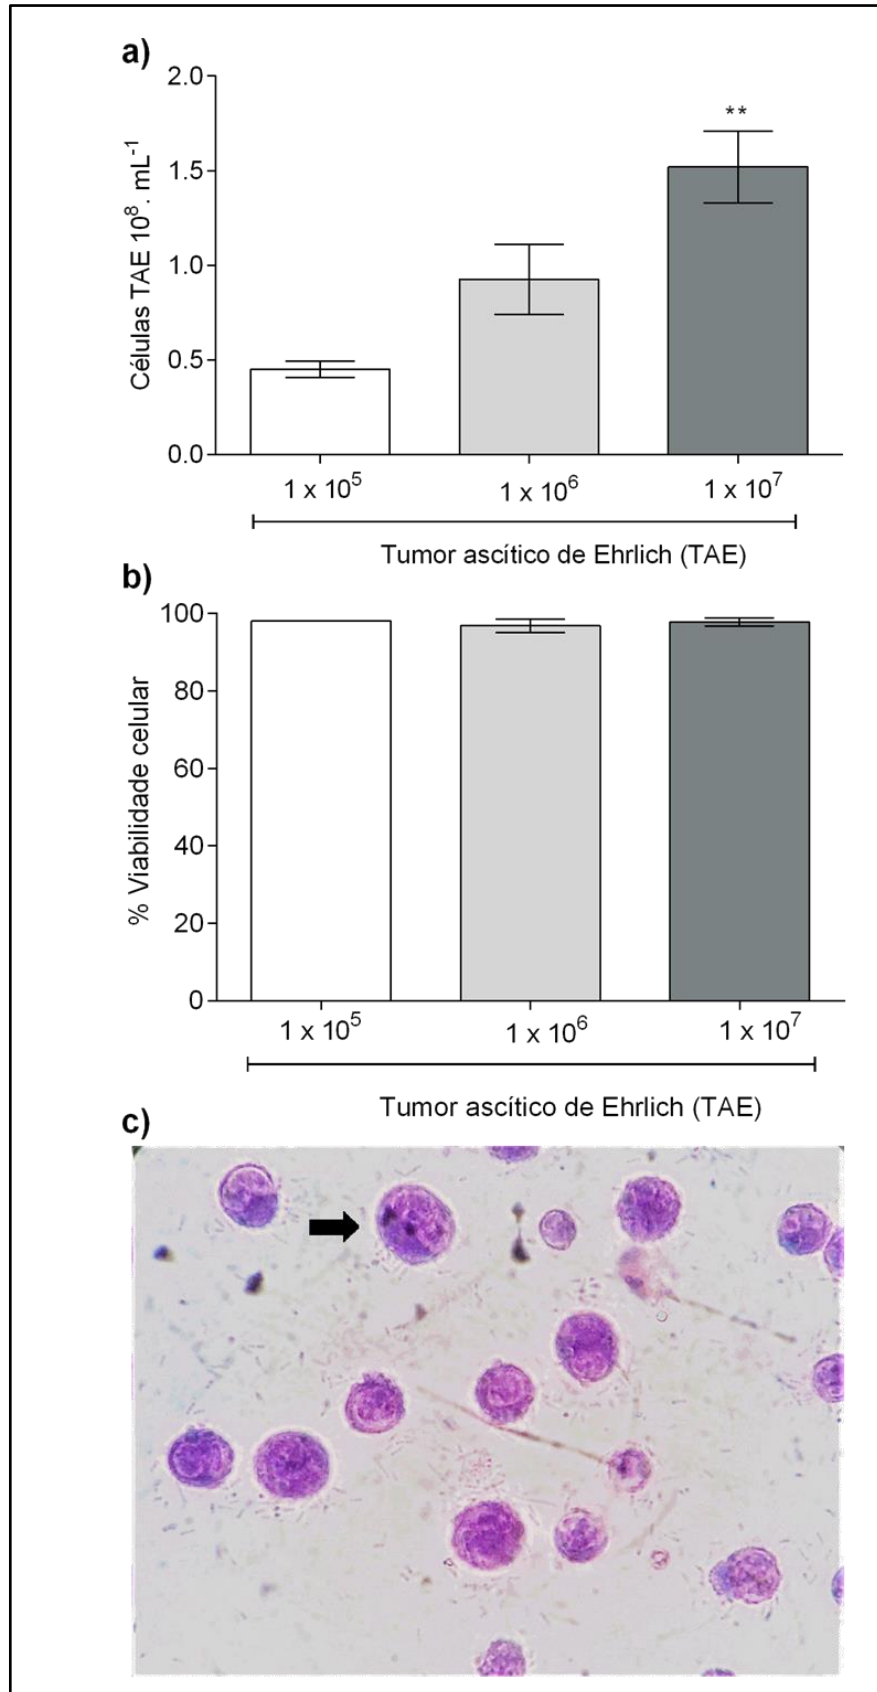 a)
2.0
1.5
1.0
0.5
0.0
Células TAE 10⁸. mL⁻¹
**
1 x 10⁵ 1 x 10⁶ 1 x 10⁷
Tumor ascítico de Ehrlich (TAE)
b)
100
80
60
40
20
0
% Viabilidade celular
1 x 10⁵ 1 x 10⁶ 1 x 10⁷
Tumor ascítico de Ehrlich (TAE)
c)